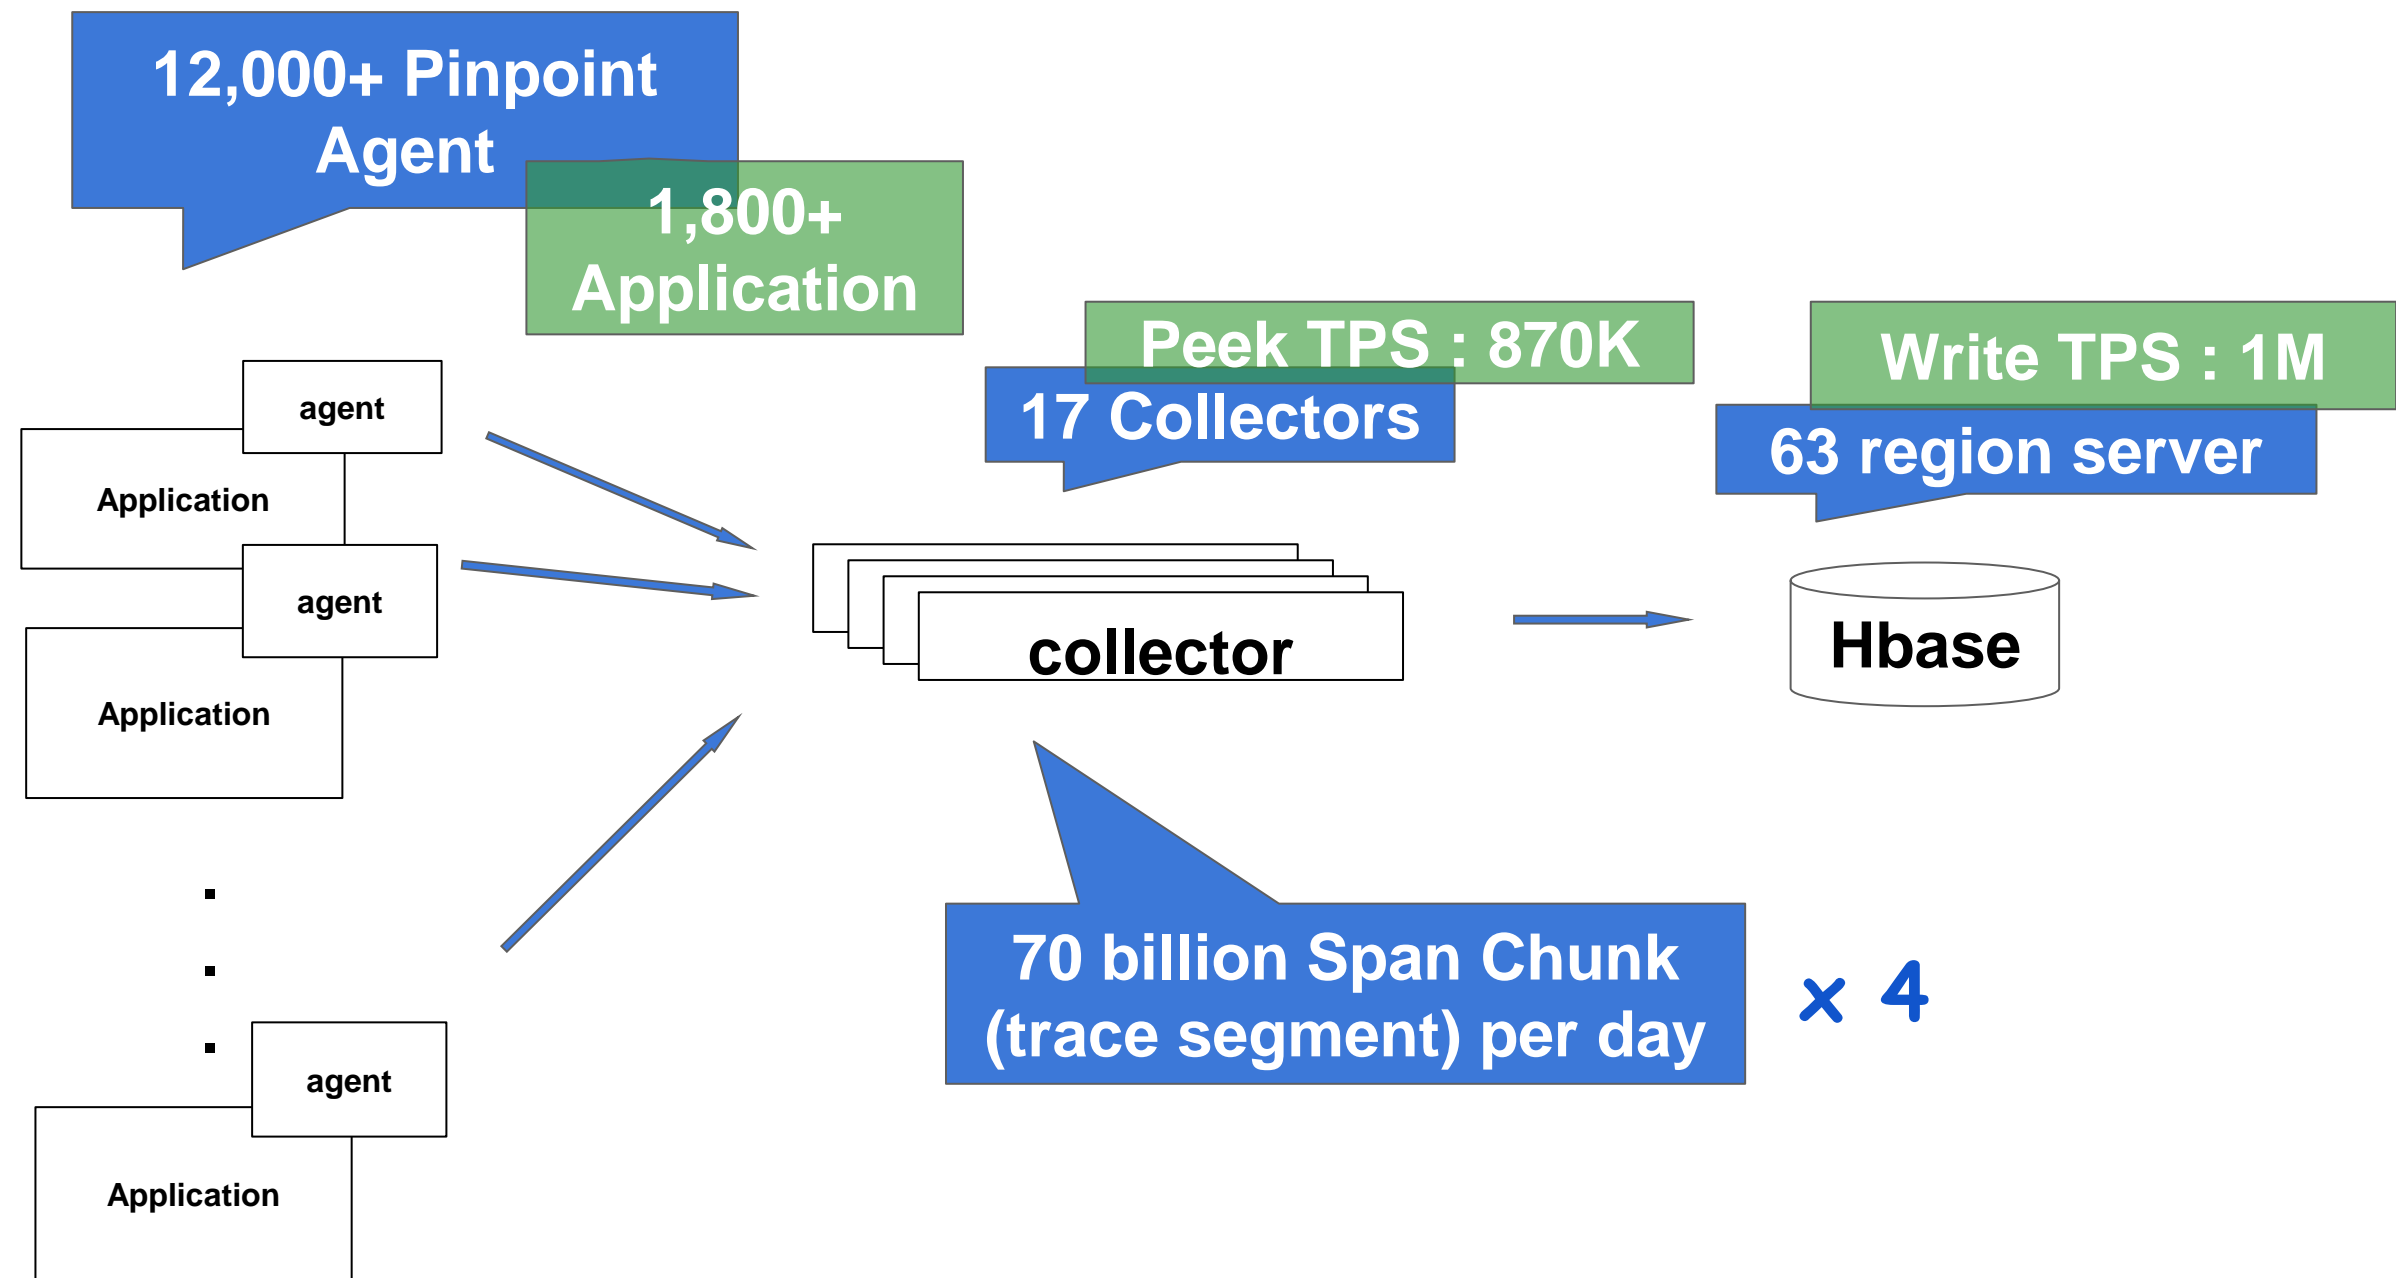 12,000+ Pinpoint
Agent
1,800+
Application
Peek TPS : 870K
17 Collectors
Write TPS : 1M
63 region server
agent
Application
agent
Application
collector
Hbase
70 billion Span Chunk
(trace segment) per day
x 4
agent
Application